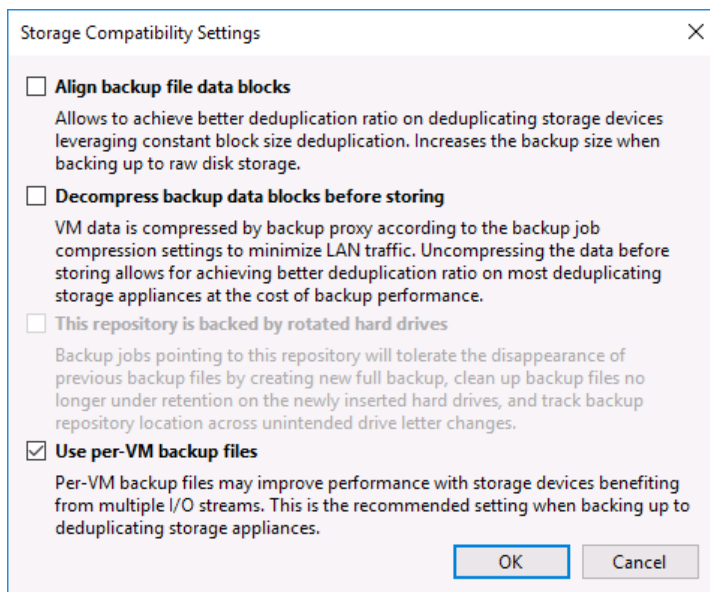 Storage Compatibility Settings
Align backup file data blocks
Allows to achieve better deduplication ratio on deduplicating storage devices
leveraging constant block size deduplication. Increases the backup size when
backing up to raw disk storage.
Decompress backup data blocks before storing
VM data is compressed by backup proxy according to the backup job
compression settings to minimize LAN traffic. Uncompressing the data before
storing allows for achieving better deduplication ratio on most deduplicating
storage appliances at the cost of backup performance.
This repository is backed by rotated hard drives
Backup jobs pointing to this repository will tolerate the disappearance of
previous backup files by creating new full backup, clean up backup files no
longer under retention on the newly inserted hard drives, and track backup
repository location across unintended drive letter changes.
Use per-VM backup files
Per-VM backup files may improve performance with storage devices benefiting
from multiple I/O streams. This is the recommended setting when backing up to
deduplicating storage appliances.
OK Cancel